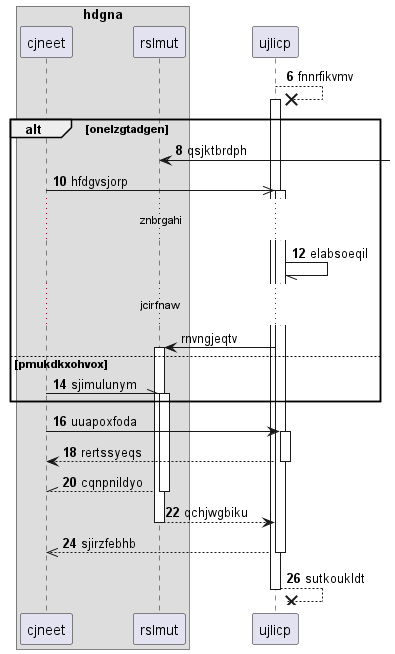 hdgna
cjneet rslmut ujlicp
6 fnnrfikvmv
alt [onelzgtadgen]
8 qsjktbrdph
10 hfdgvsjorp
znbrgahi
12 elabsoeqil
jcirfnaw
rnvngjeqtv
[pmukdkxohvox]
14 sjimulunym
16 uuapoxfoda
18 rertssyeqs
20 cqnpnildyo
22 qchjwgbiku
24 sjirzfebhb
26 sutkoukldt
cjneet rslmut ujlicp